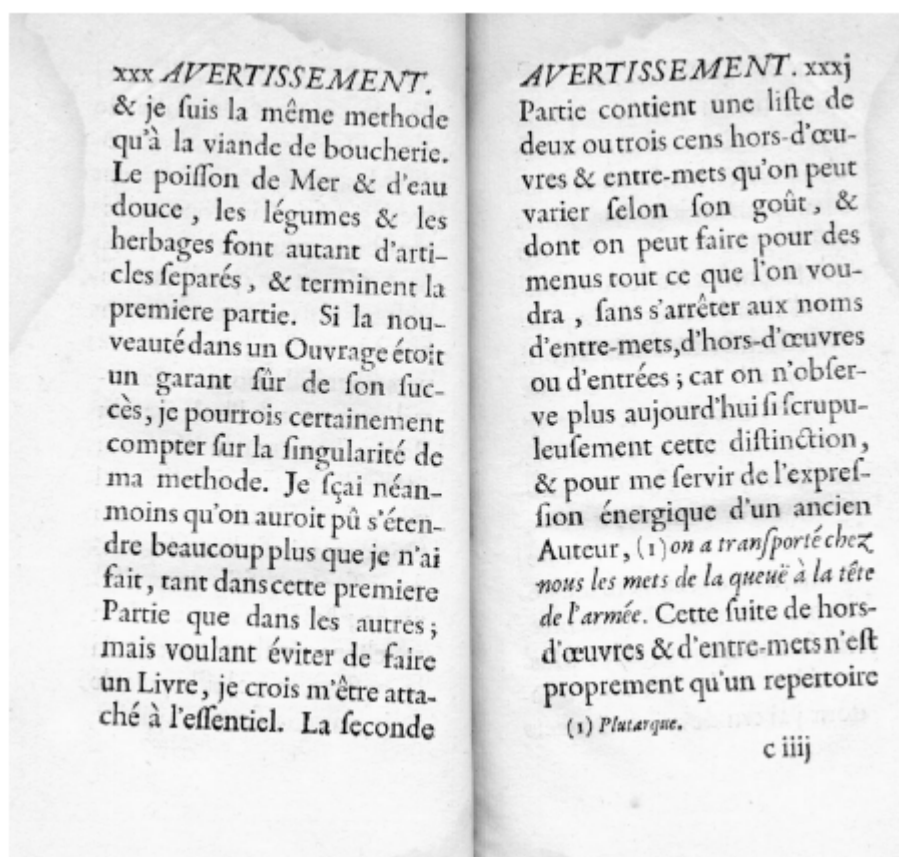 xxx AVERTISSEMENT.
& je ſuis la même methode
qu'à la viande de boucherie.
Le poiſſon de Mer & d'eau
douce, les légumes & les
herbages font autant d'arti-
cles ſeparés, & terminent la
premiere partie. Si la nou-
veauté dans un Ouvrage étoit
un garant ſûr de ſon ſuc-
cès, je pourrois certainement
compter ſur la ſingularité de
ma methode. Je ſçai néan-
moins qu'on auroit pû s'éten-
dre beaucoup plus que je n'ai
fait, tant dans cette premiere
Partie que dans les autres;
mais voulant éviter de faire
un Livre, je crois m'être atta-
ché à l'eſſentiel. La ſeconde
AVERTISSEMENT. xxxj
Partie contient une liſte de
deux ou trois cens hors-d'œu-
vres & entre-mets qu'on peut
varier ſelon ſon goût, &
dont on peut faire pour des
menus tout ce que l'on vou-
dra, ſans s'arrêter aux noms
d'entre-mets, d'hors-d'œuvres
ou d'entrées; car on n'obſer-
ve plus aujourd'hui ſi ſcrupu-
leuſement cette diſtinction,
& pour me ſervir de l'expreſ-
ſion énergique d'un ancien
Auteur, (1) on a tranſporté chez
nous les mets de la queuë à la tête
de l'armée. Cette ſuite de hors-
d'œuvres & d'entre-mets n'eſt
proprement qu'un repertoire
(1) Plutarque.
c iiij